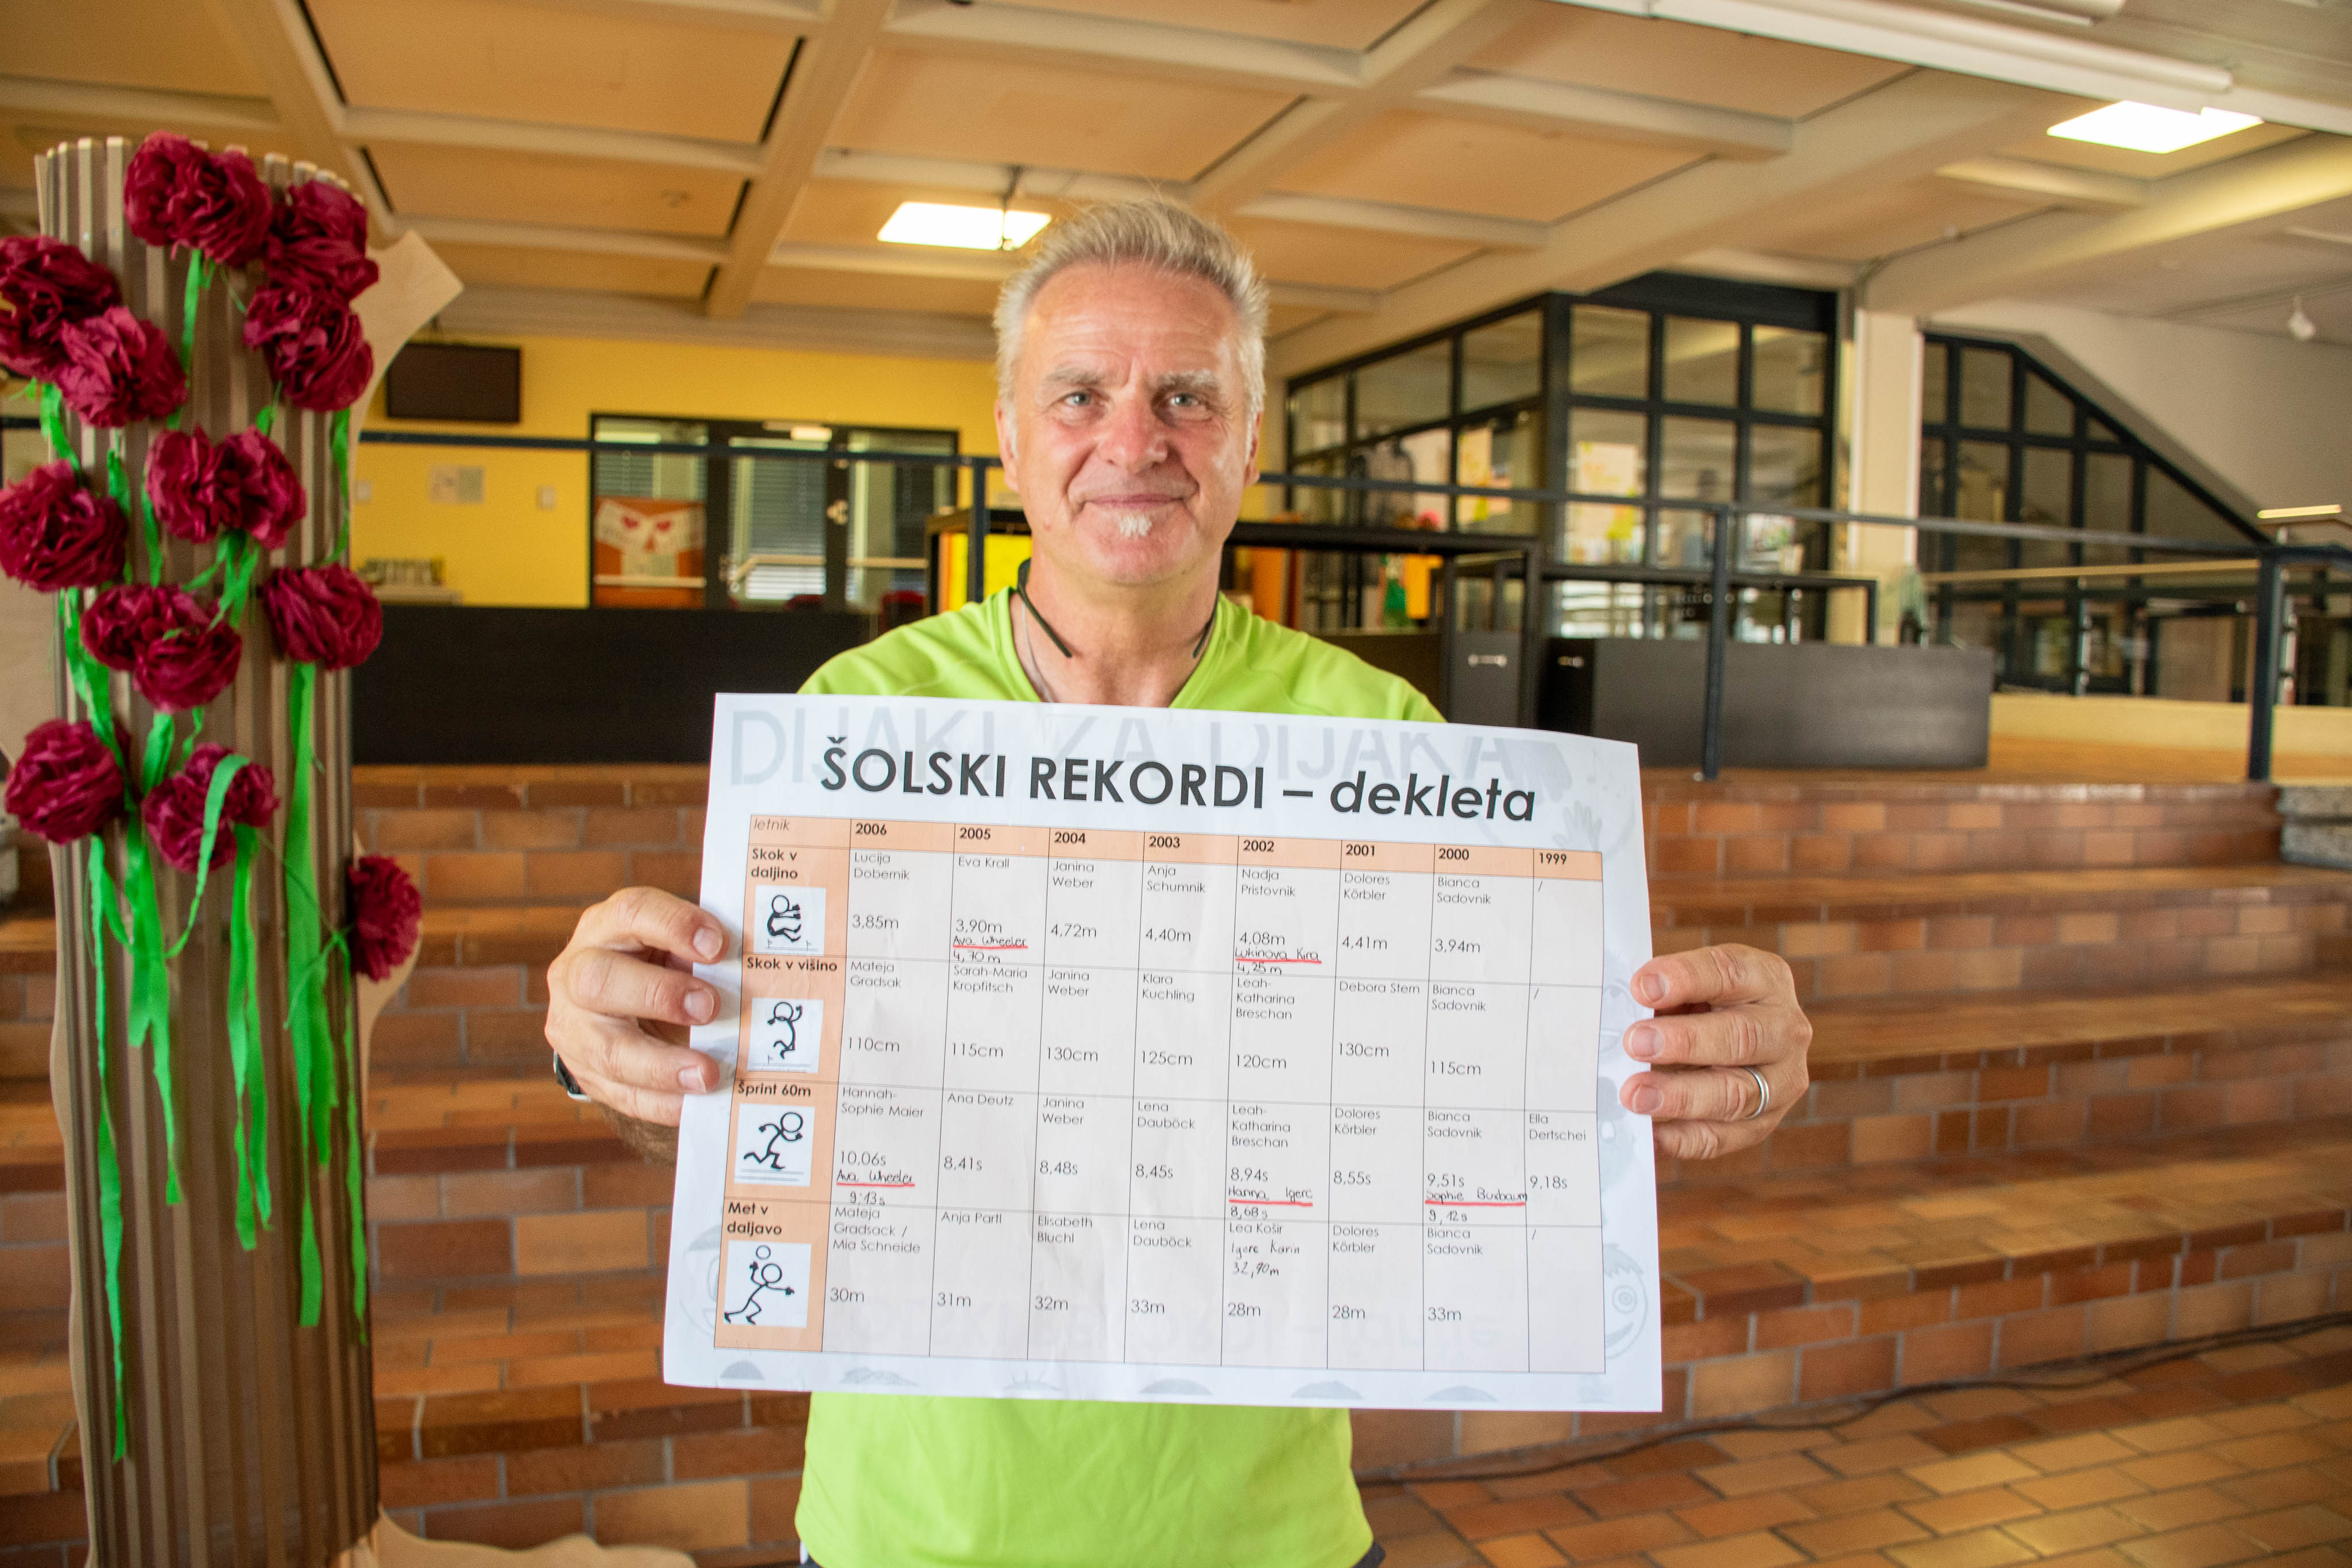 DIJAKI ZA DIJAKA
ŠOLSKI REKORDI – dekleta
letnik 2006 2005 2004 2003 2002 2001 2000 1999
Skok v daljino
Lucija Dobernik 3,85m
Eva Krall 3,90m
Ava Wheeler 4,70m
Janina Weber 4,72m
Anja Schumnik 4,40m
Nadja Pristovnik 4,08m
Lukinova Kira 4,25m
Dolores Körbler 4,41m
Bianca Sadovnik 3,94m
/
Skok v višino
Mateja Gradsak 110cm
Sarah-Maria Kropfitsch 115cm
Janina Weber 130cm
Klara Kuchling 125cm
Leah-Katharina Breschan 120cm
Debora Stern 130cm
Bianca Sadovnik 115cm
/
Šprint 60m
Hannah-Sophie Maier 10,06s
Ava Wheeler 9,13s
Ana Deutz 8,41s
Janina Weber 8,48s
Lena Dauböck 8,45s
Leah-Katharina Breschan 8,94s
Hanna Igerc 8,68s
Dolores Körbler 8,55s
Bianca Sadovnik 9,51s
Sophie Buxbaum 9,12s
Ella Dertschei 9,18s
Met v daljavo
Mateja Gradsack / Mia Schneide 30m
Anja Partl 31m
Elisabeth Bluchl 32m
Lena Dauböck 33m
Lea Košir
Igerc Karin 32,90m
28m
Dolores Körbler 28m
Bianca Sadovnik 33m
/